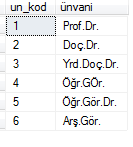 un_kod ünvani
1 Prof.Dr.
2 Doç.Dr.
3 Yrd.Doç.Dr.
4 Öğr.GÖr.
5 Öğr.Gör.Dr.
6 Arş.Gör.